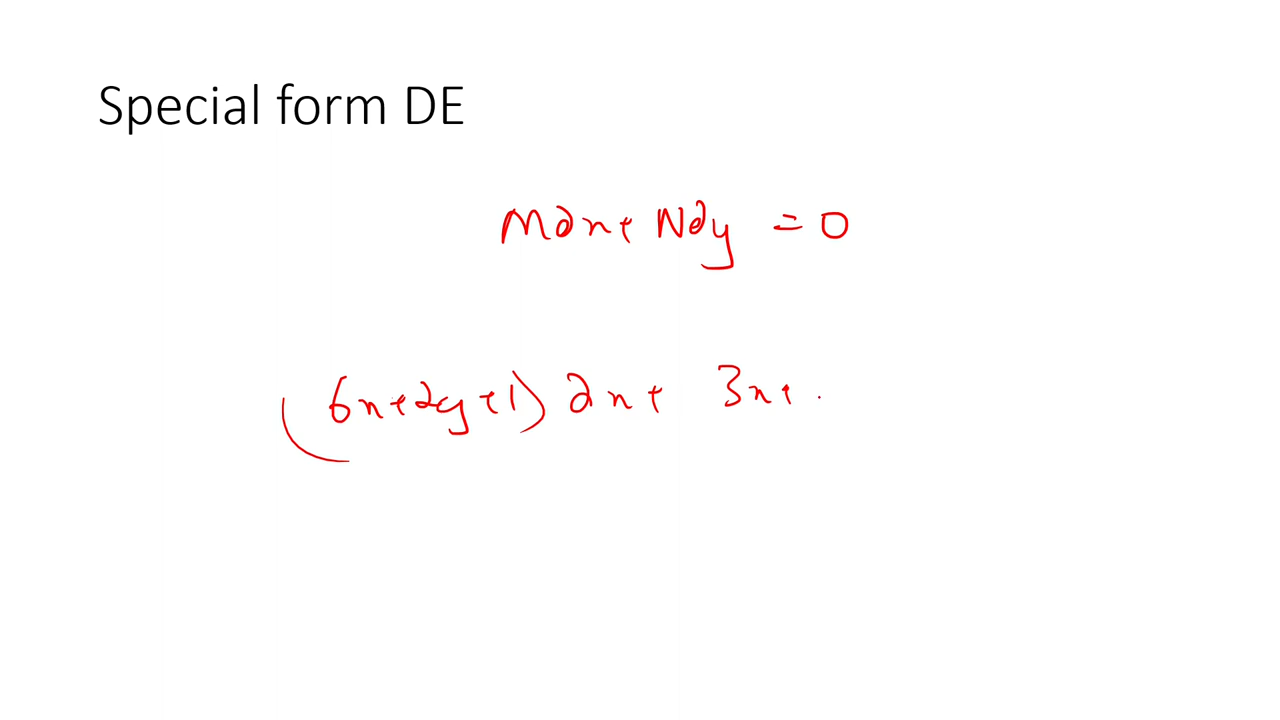 Special form DE
Mdx+ Ndy = 0
(6x+2y+1) dx+ 3x+